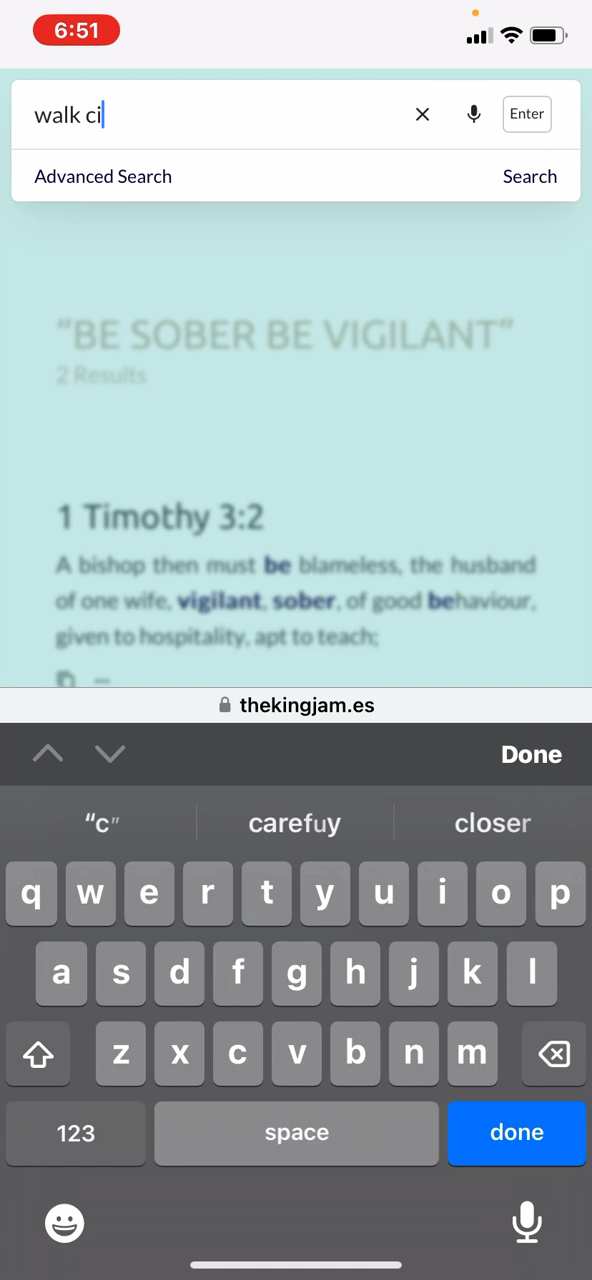 6:51
walk ci
Enter
Advanced Search
Search
"BE SOBER BE VIGILANT"
2 Results
1 Timothy 3:2
A bishop then must be blameless, the husband
of one wife, vigilant, sober, of good behaviour,
given to hospitality, apt to teach;
thekingjam.es
Done
"c"
carefuy
closer
q w e r t y u i o p
a s d f g h j k l
z x c v b n m
123
space
done